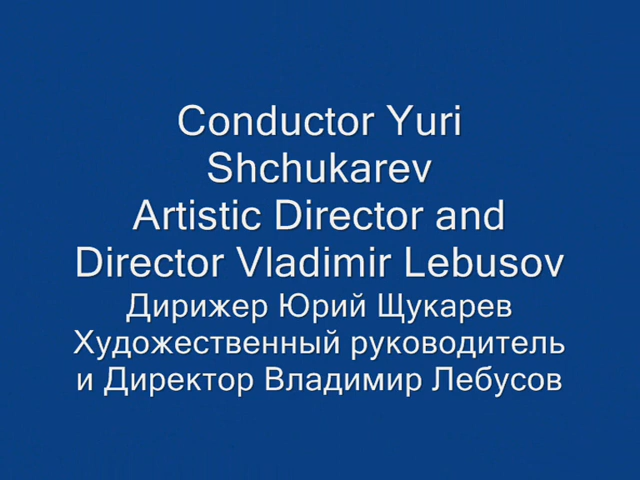 Conductor Yuri
Shchukarev
Artistic Director and
Director Vladimir Lebusov
Дирижер Юрий Щукарев
Художественный руководитель
и Директор Владимир Лебусов